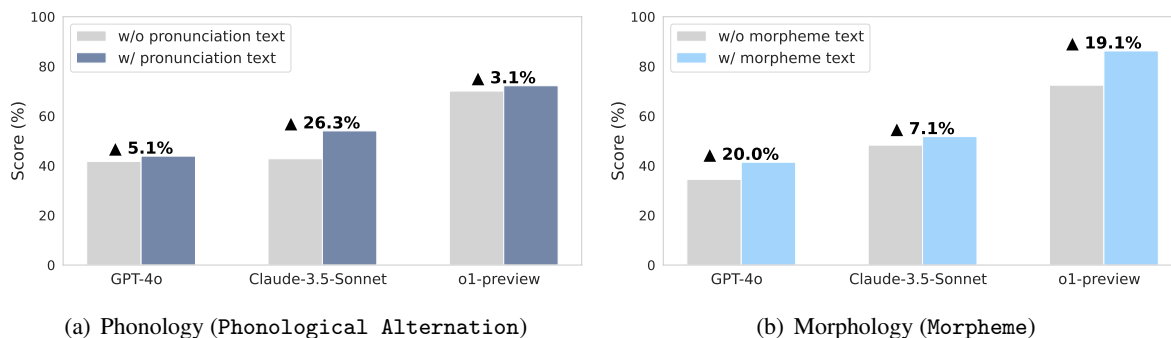 100
80
60
40
20
0
Score (%)
w/o pronunciation text
w/ pronunciation text
▲ 5.1%
▲ 26.3%
▲ 3.1%
GPT-4o Claude-3.5-Sonnet o1-preview
(a) Phonology (Phonological Alternation)
100
80
60
40
20
0
Score (%)
w/o morpheme text
w/ morpheme text
▲ 20.0%
▲ 7.1%
▲ 19.1%
GPT-4o Claude-3.5-Sonnet o1-preview
(b) Morphology (Morpheme)